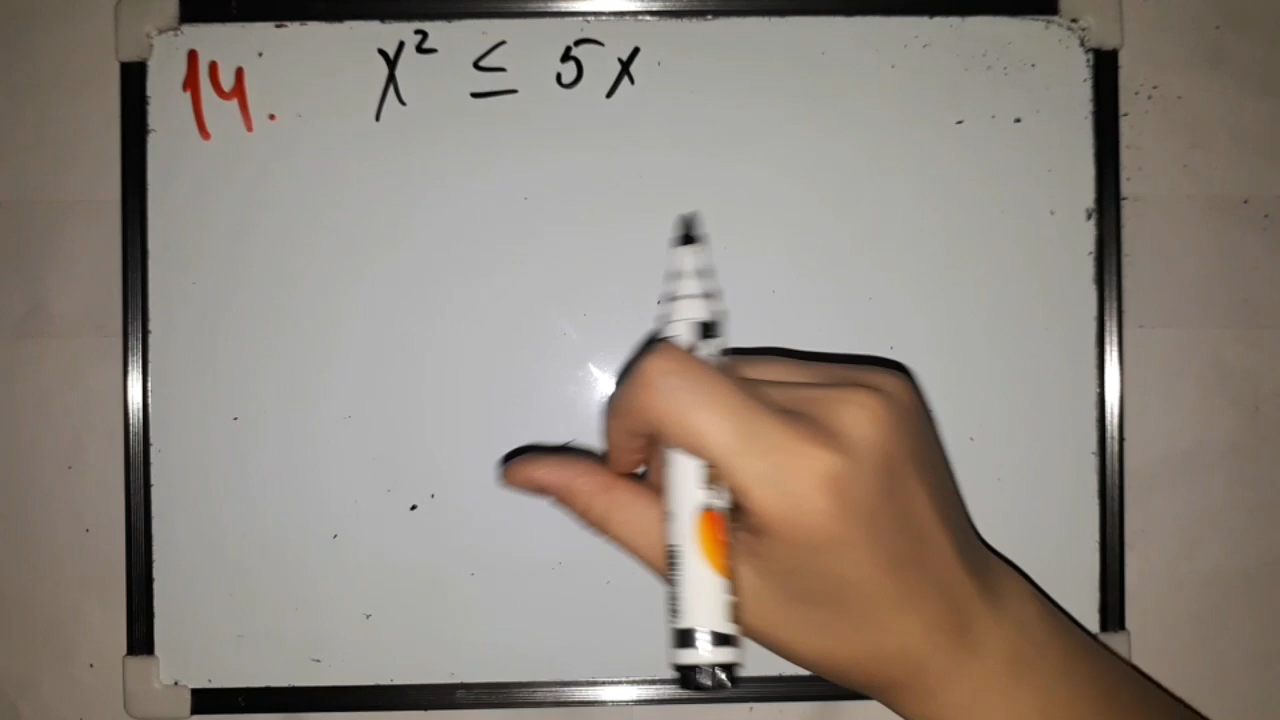 14. x² ≤ 5x